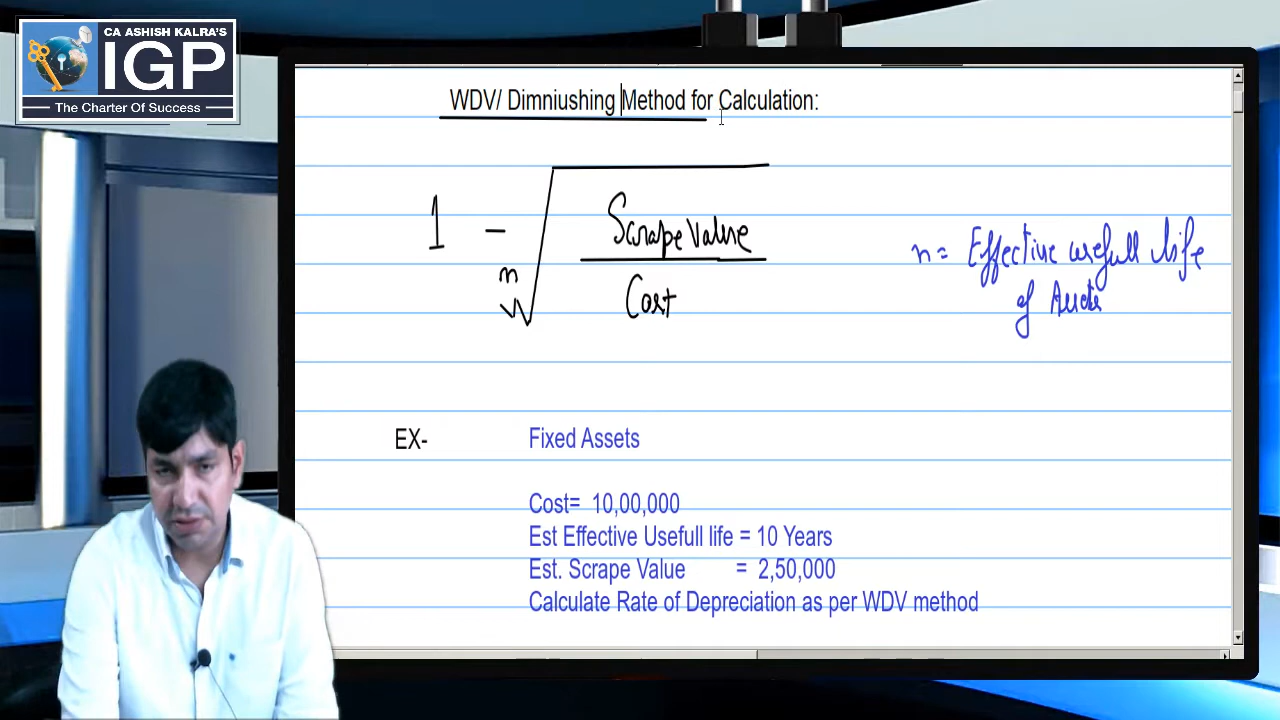 CA ASHISH KALRA'S
IGP
The Charter Of Success
WDV/ Dimniushing Method for Calculation:
1 - n√ Scrape Value
Cost
n = Effective usefull life
of
EX- Fixed Assets
Cost= 10,00,000
Est Effective Usefull life = 10 Years
Est. Scrape Value = 2,50,000
Calculate Rate of Depreciation as per WDV method